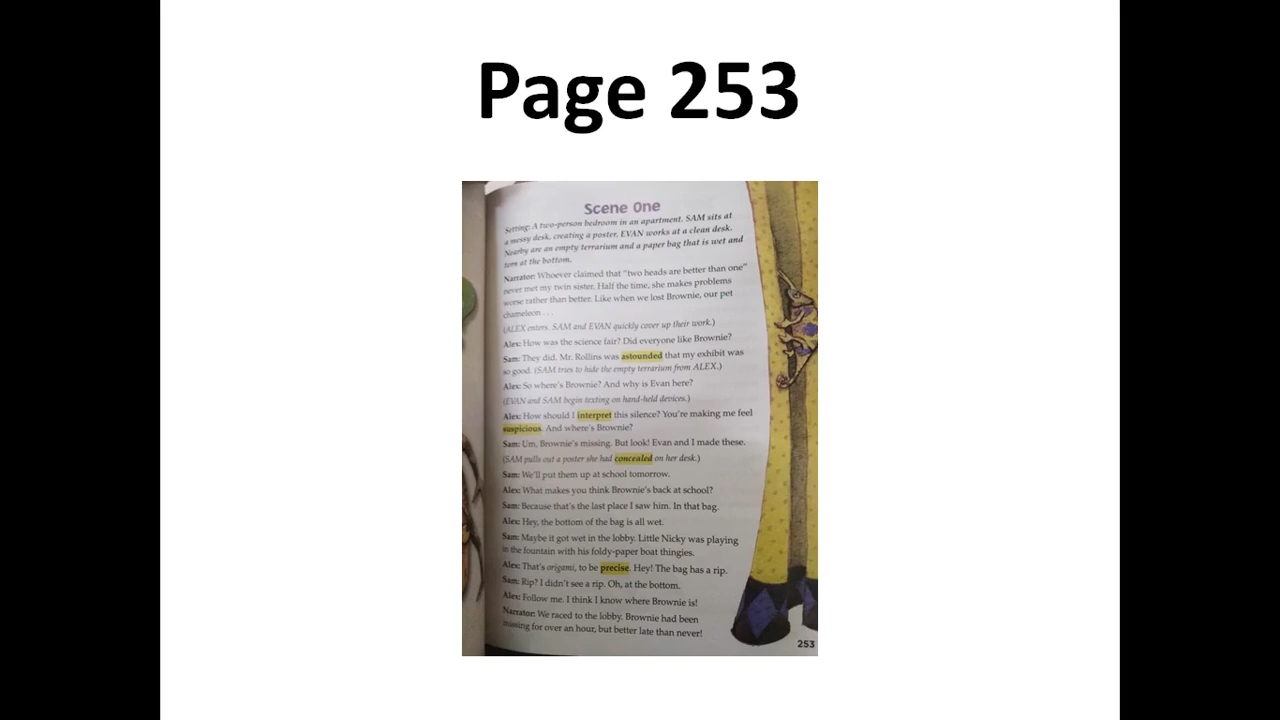 Page 253
Scene One
Setting: A two-person bedroom in an apartment. SAM sits at
a messy desk, creating a poster. EVAN works at a clean desk.
Nearby are an empty terrarium and a paper bag that is wet and
torn at the bottom.
Narrator: Whoever claimed that “two heads are better than one”
never met my twin sister. Half the time, she makes problems
worse rather than better. Like when we lost Brownie, our pet
chameleon . . .
(ALEX enters. SAM and EVAN quickly cover up their work.)
Alex: How was the science fair? Did everyone like Brownie?
Sam: They did. Mr. Rollins was astounded that my exhibit was
so good. (SAM tries to hide the empty terrarium from ALEX.)
Alex: So where’s Brownie? And why is Evan here?
(EVAN and SAM begin texting on hand-held devices.)
Alex: How should I interpret this silence? You’re making me feel
suspicious. And where’s Brownie?
Sam: Um, Brownie’s missing. But look! Evan and I made these.
(SAM pulls out a poster she had concealed on her desk.)
Sam: We’ll put them up at school tomorrow.
Alex: What makes you think Brownie’s back at school?
Sam: Because that’s the last place I saw him. In that bag.
Alex: Hey, the bottom of the bag is all wet.
Sam: Maybe it got wet in the lobby. Little Nicky was playing
in the fountain with his foldy-paper boat thingies.
Alex: That’s origami, to be precise. Hey! The bag has a rip.
Sam: Rip? I didn’t see a rip. Oh, at the bottom.
Alex: Follow me. I think I know where Brownie is!
Narrator: We raced to the lobby. Brownie had been
missing for over an hour, but better late than never!
253